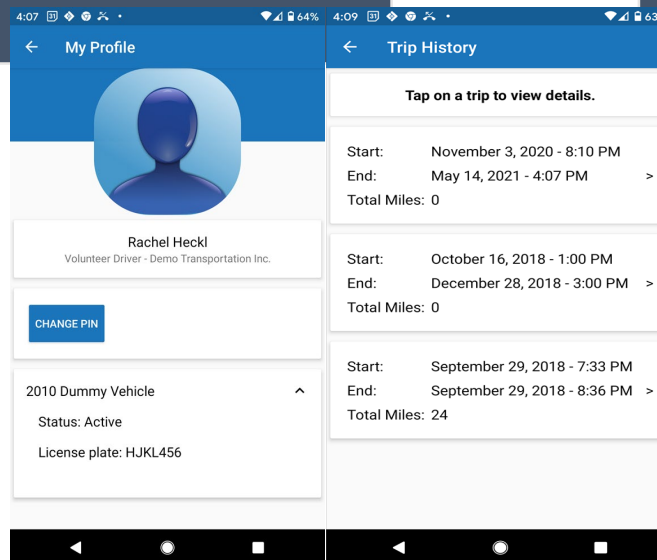 4:07 31 64%
My Profile
Rachel Heckl
Volunteer Driver - Demo Transportation Inc.
CHANGE PIN
2010 Dummy Vehicle
Status: Active
License plate: HJKL456
4:09 31 63
Trip History
Tap on a trip to view details.
Start: November 3, 2020 - 8:10 PM
End: May 14, 2021 - 4:07 PM >
Total Miles: 0
Start: October 16, 2018 - 1:00 PM
End: December 28, 2018 - 3:00 PM >
Total Miles: 0
Start: September 29, 2018 - 7:33 PM
End: September 29, 2018 - 8:36 PM >
Total Miles: 24